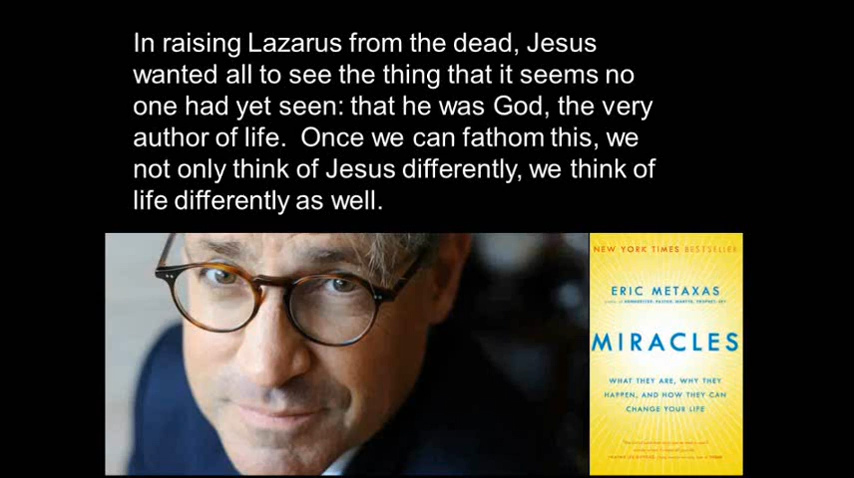 In raising Lazarus from the dead, Jesus
wanted all to see the thing that it seems no
one had yet seen: that he was God, the very
author of life.  Once we can fathom this, we
not only think of Jesus differently, we think of
life differently as well.
NEW YORK TIMES BESTSELLER
ERIC METAXAS
MIRACLES
WHAT THEY ARE, WHY THEY
HAPPEN, AND HOW THEY CAN
CHANGE YOUR LIFE